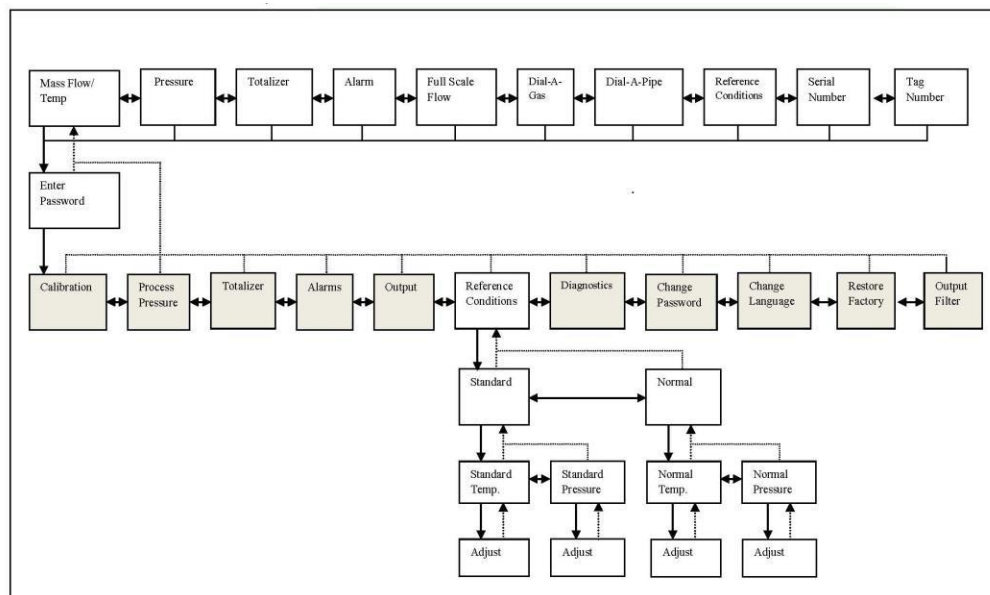 Mass Flow/
Temp
Pressure
Totalizer
Alarm
Full Scale
Flow
Dial-A-
Gas
Dial-A-Pipe
Reference
Conditions
Serial
Number
Tag
Number
Enter
Password
Calibration
Process
Pressure
Totalizer
Alarms
Output
Reference
Conditions
Diagnostics
Change
Password
Change
Language
Restore
Factory
Output
Filter
Standard
Normal
Standard
Temp.
Standard
Pressure
Normal
Temp.
Normal
Pressure
Adjust
Adjust
Adjust
Adjust